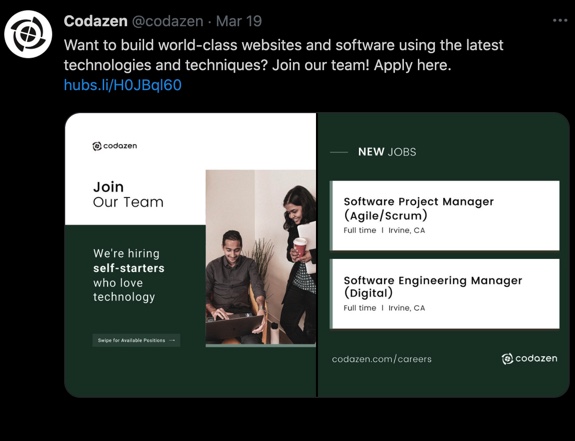 Codazen @codazen · Mar 19
Want to build world-class websites and software using the latest
technologies and techniques? Join our team! Apply here.
hubs.li/H0JBql60
codazen
Join
Our Team
We're hiring
self-starters
who love
technology
Swipe for Available Positions →
NEW JOBS
Software Project Manager
(Agile/Scrum)
Full time | Irvine, CA
Software Engineering Manager
(Digital)
Full time | Irvine, CA
codazen.com/careers
codazen